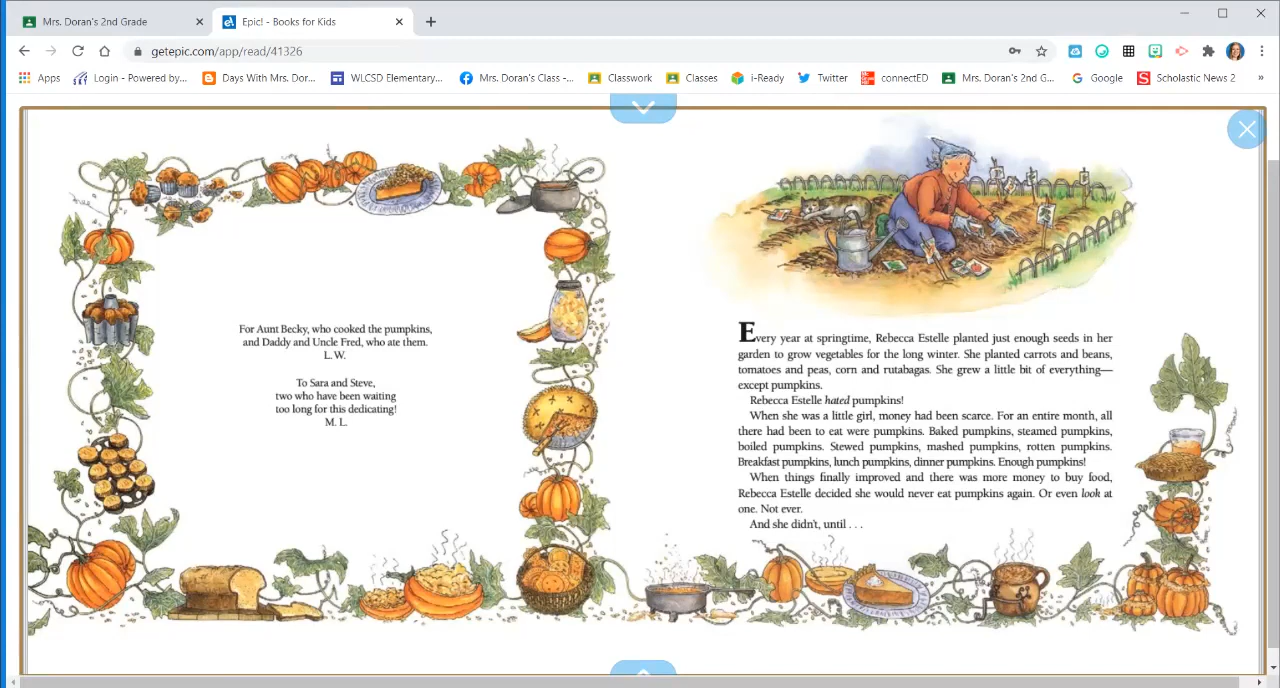 Mrs. Doran's 2nd Grade
Epic! - Books for Kids
getepic.com/app/read/41326
Apps
Login - Powered by...
Days With Mrs. Dor...
WLCSD Elementary...
Mrs. Doran's Class -...
Classwork
Classes
i-Ready
Twitter
connectED
Mrs. Doran's 2nd G...
Google
Scholastic News 2
»
For Aunt Becky, who cooked the pumpkins,
and Daddy and Uncle Fred, who ate them.
L. W.
To Sara and Steve,
two who have been waiting
too long for this dedicating!
M. L.
Every year at springtime, Rebecca Estelle planted just enough seeds in her
garden to grow vegetables for the long winter. She planted carrots and beans,
tomatoes and peas, corn and rutabagas. She grew a little bit of everything—
except pumpkins.
Rebecca Estelle hated pumpkins!
When she was a little girl, money had been scarce. For an entire month, all
there had been to eat were pumpkins. Baked pumpkins, steamed pumpkins,
boiled pumpkins. Stewed pumpkins, mashed pumpkins, rotten pumpkins.
Breakfast pumpkins, lunch pumpkins, dinner pumpkins. Enough pumpkins!
When things finally improved and there was more money to buy food,
Rebecca Estelle decided she would never eat pumpkins again. Or even look at
one. Not ever.
And she didn't, until . . .